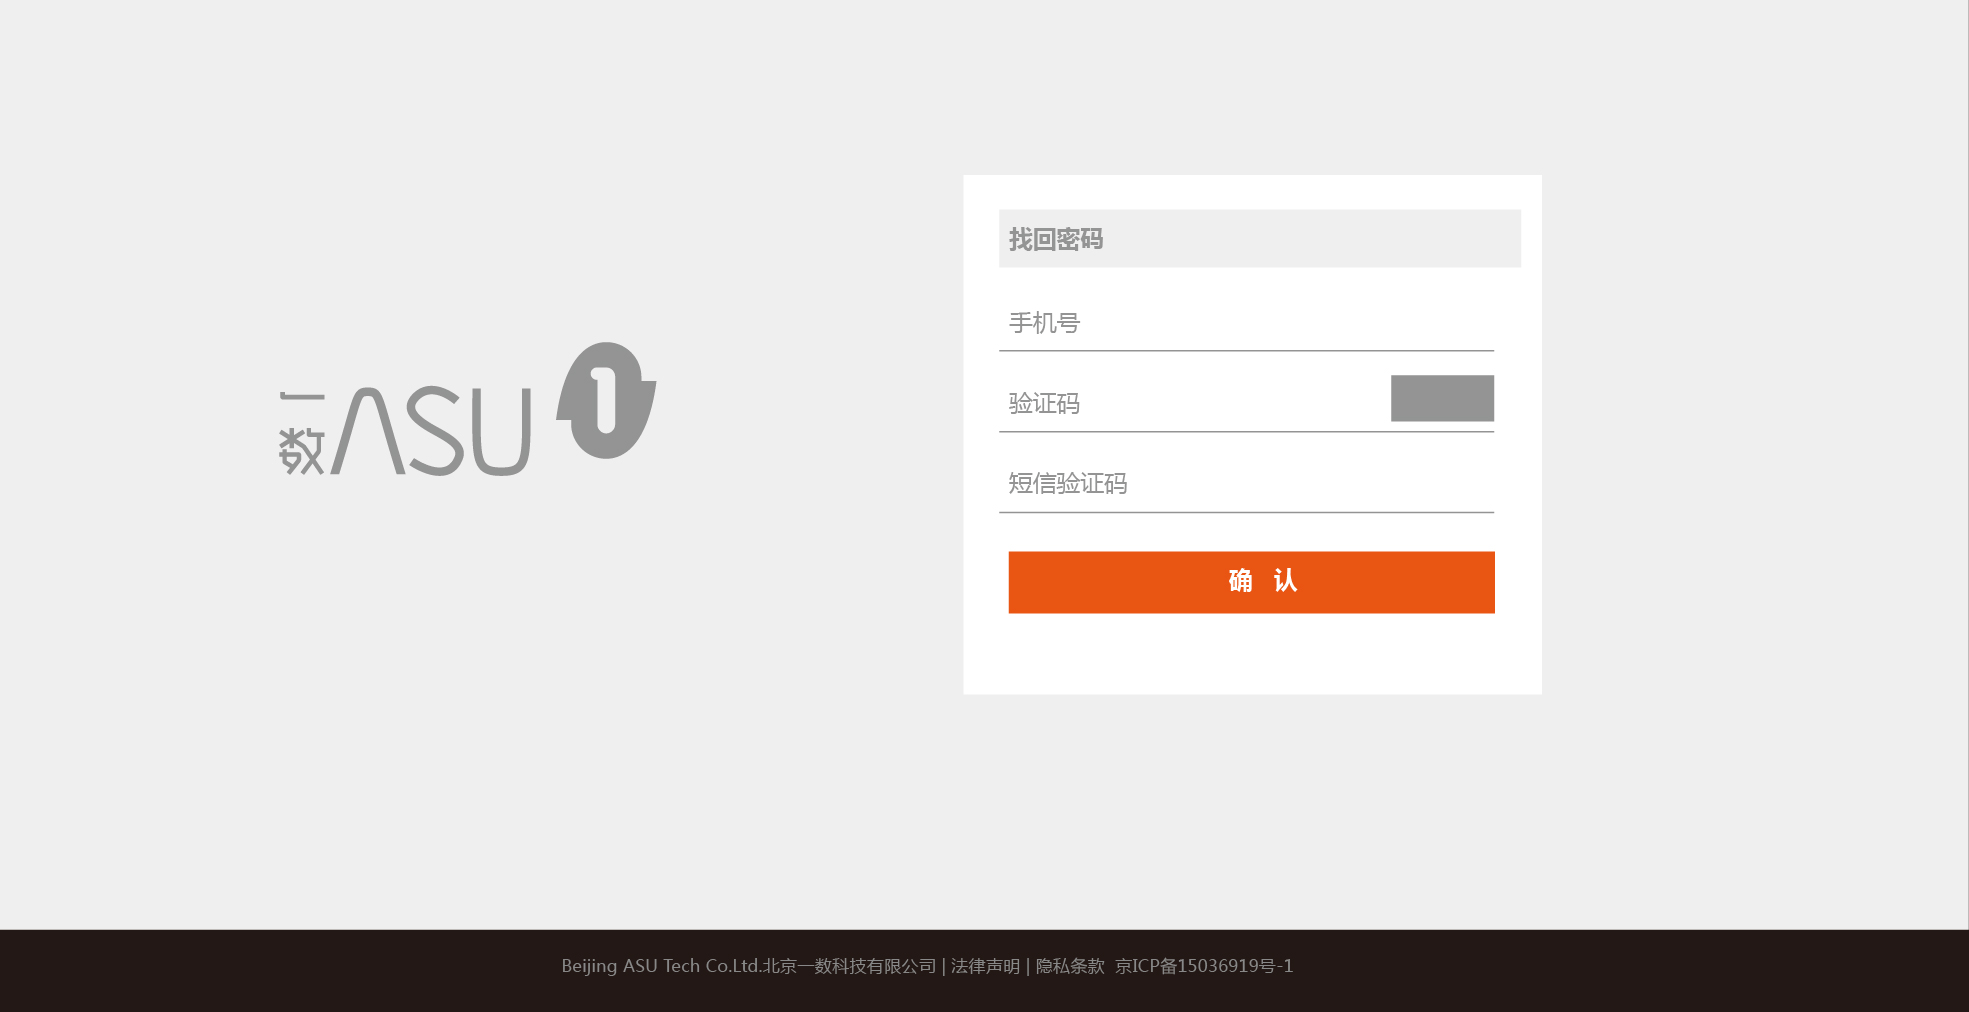 一数 ASU 1
找回密码
手机号
验证码
短信验证码
确 认
Beijing ASU Tech Co.Ltd.北京一数科技有限公司 | 法律声明 | 隐私条款 京ICP备15036919号-1